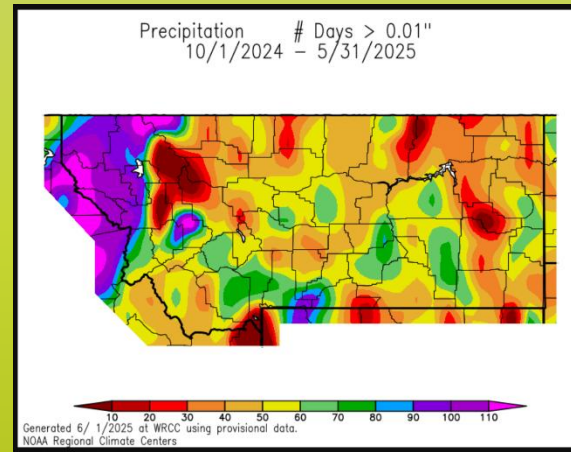 Precipitation # Days > 0.01"
10/1/2024 – 5/31/2025
10 20 30 40 50 60 70 80 90 100 110
Generated 6/ 1/2025 at WRCC using provisional data.
NOAA Regional Climate Centers